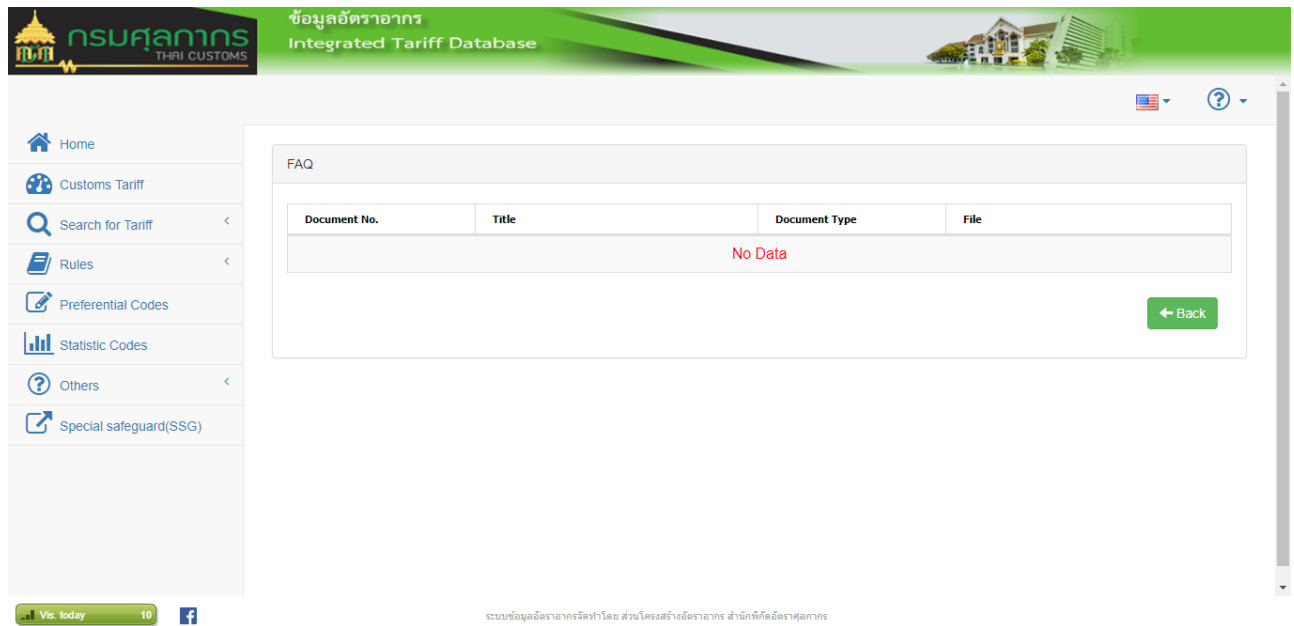 กรมศุลกากร
THAI CUSTOMS
ข้อมูลอัตราอากร
Integrated Tariff Database
Home
Customs Tariff
Search for Tariff
Rules
Preferential Codes
Statistic Codes
Others
Special safeguard(SSG)
FAQ
Document No. Title Document Type File
No Data
Back
Vis. today 10
ระบบข้อมูลอัตราอากรจัดทำโดย ส่วนโครงสร้างอัตราอากร สำนักพิกัดอัตราศุลกากร